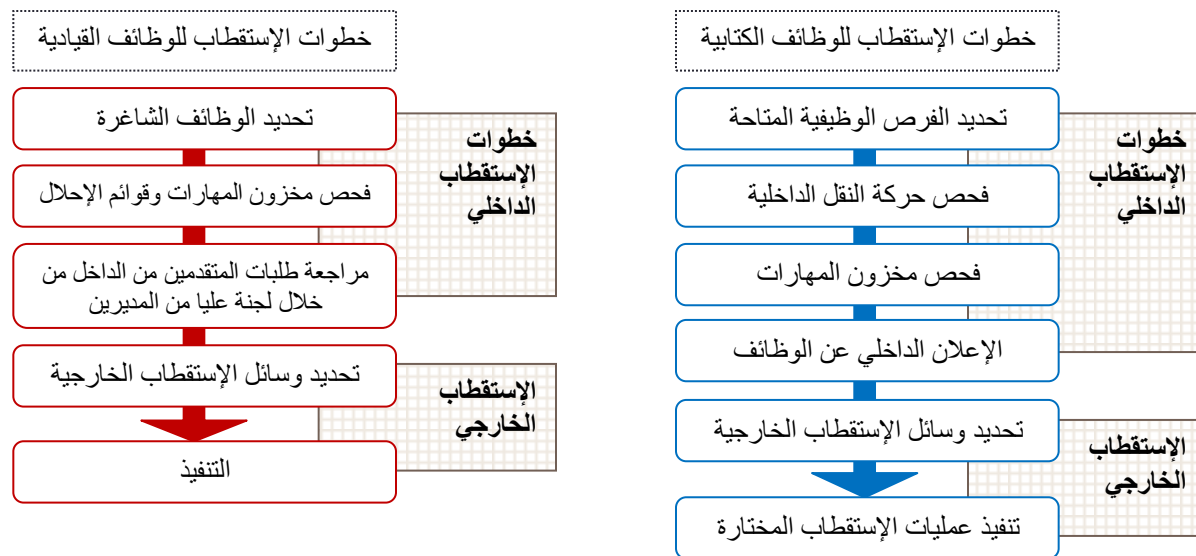 خطوات الإستقطاب للوظائف الكتابية
تحديد الفرص الوظيفية المتاحة
فحص حركة النقل الداخلية
فحص مخزون المهارات
الإعلان الداخلي عن الوظائف
تحديد وسائل الإستقطاب الخارجية
تنفيذ عمليات الإستقطاب المختارة
خطوات
الإستقطاب
الداخلي
الإستقطاب
الخارجي
خطوات الإستقطاب للوظائف القيادية
تحديد الوظائف الشاغرة
فحص مخزون المهارات وقوائم الإحلال
مراجعة طلبات المتقدمين من الداخل من
خلال لجنة عليا من المديرين
تحديد وسائل الإستقطاب الخارجية
التنفيذ
خطوات
الإستقطاب
الداخلي
الإستقطاب
الخارجي